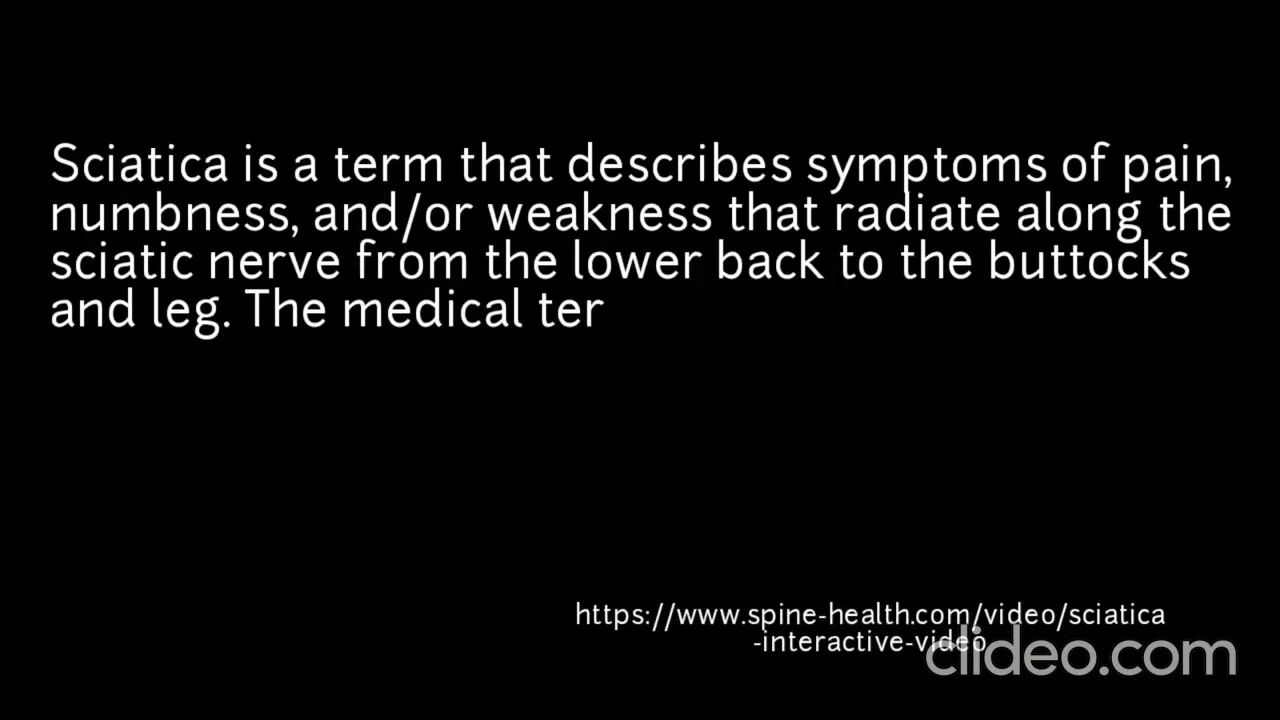 Sciatica is a term that describes symptoms of pain,
numbness, and/or weakness that radiate along the
sciatic nerve from the lower back to the buttocks
and leg. The medical ter
https://www.spine-health.com/video/sciatica
-interactive-video
clideo.com